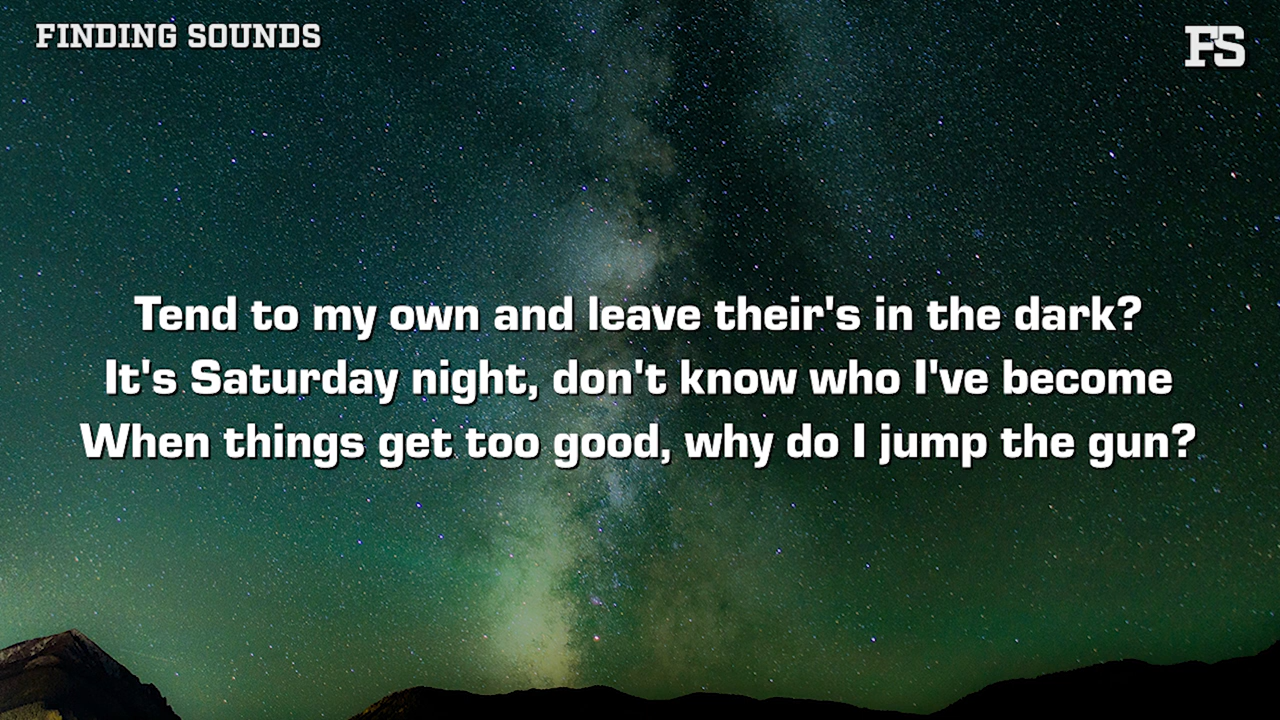 FINDING SOUNDS
FS
Tend to my own and leave their's in the dark?
It's Saturday night, don't know who I've become
When things get too good, why do I jump the gun?